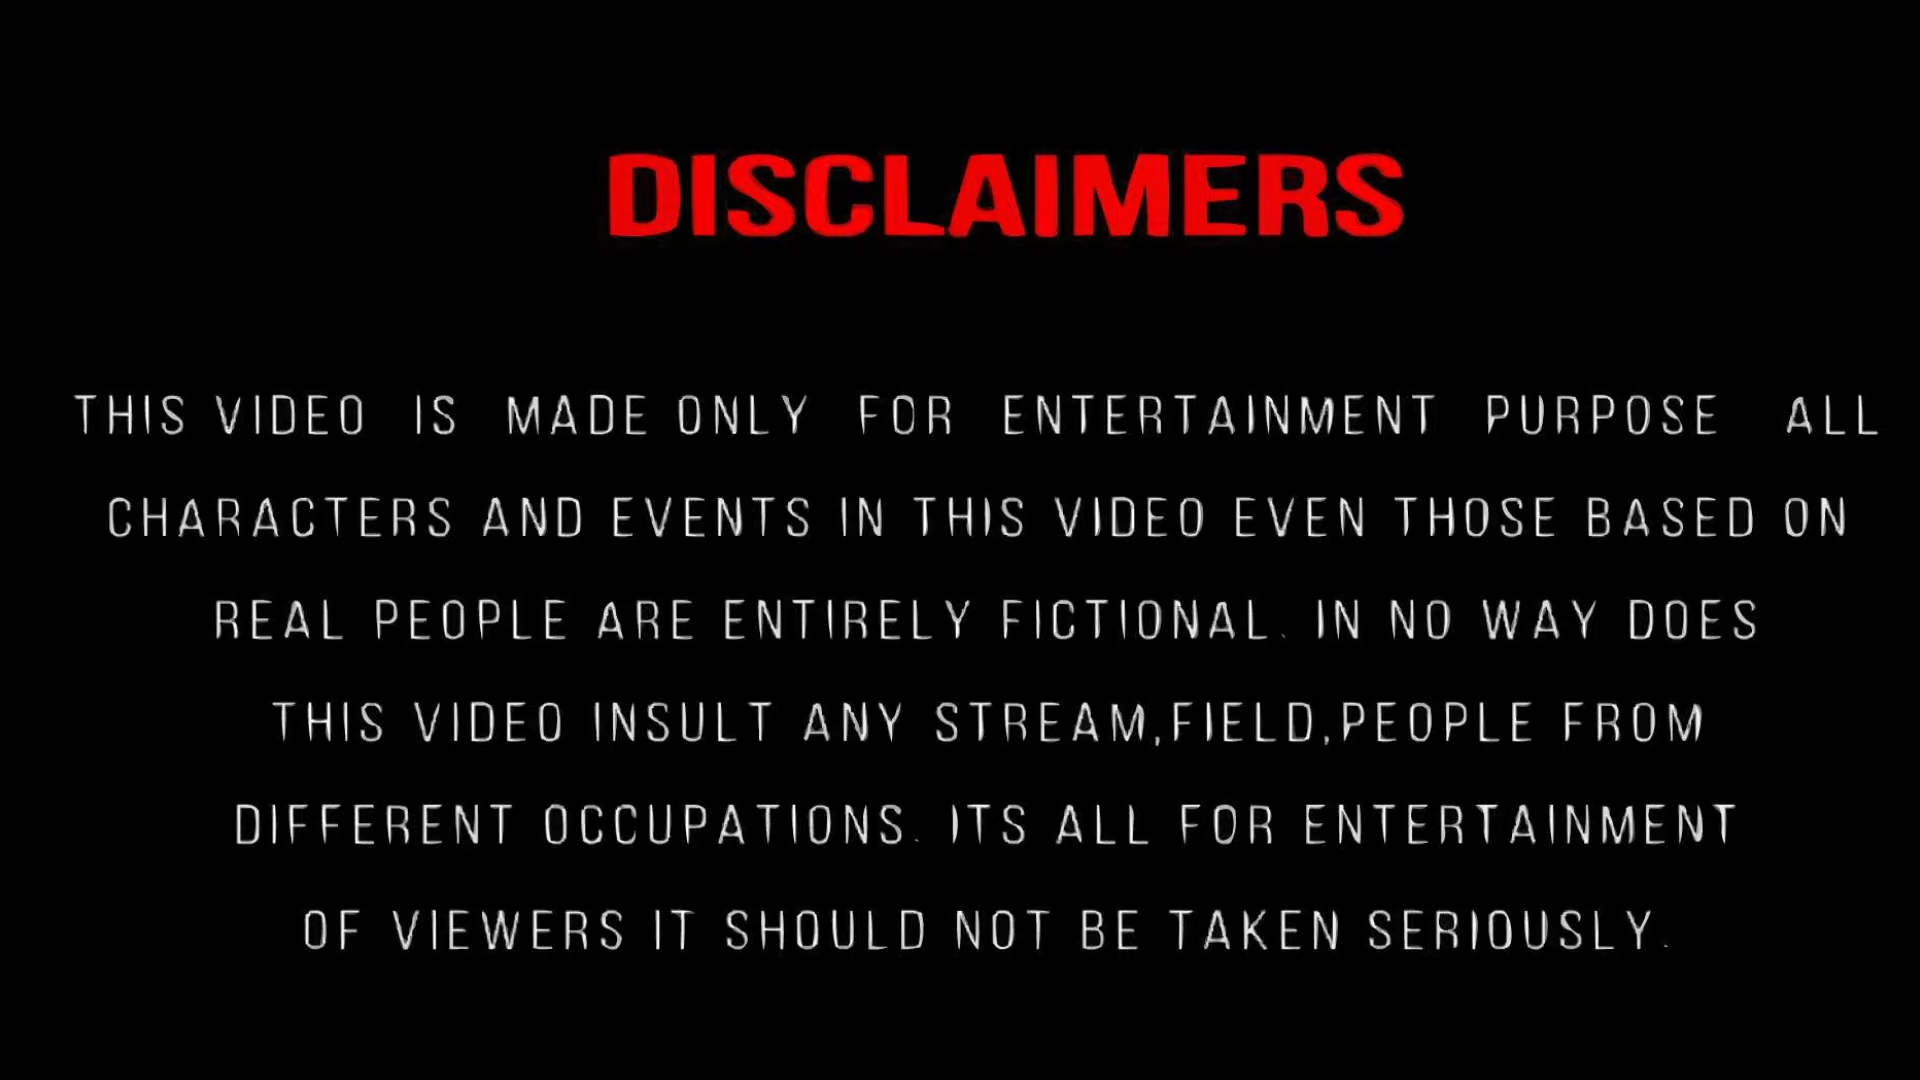 DISCLAIMERS
THIS VIDEO IS MADE ONLY FOR ENTERTAINMENT PURPOSE ALL
CHARACTERS AND EVENTS IN THIS VIDEO EVEN THOSE BASED ON
REAL PEOPLE ARE ENTIRELY FICTIONAL. IN NO WAY DOES
THIS VIDEO INSULT ANY STREAM,FIELD,PEOPLE FROM
DIFFERENT OCCUPATIONS. ITS ALL FOR ENTERTAINMENT
OF VIEWERS IT SHOULD NOT BE TAKEN SERIOUSLY.